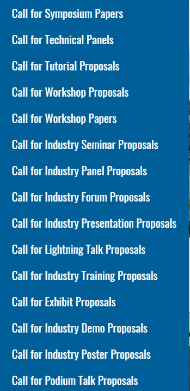 Call for Symposium Papers
Call for Technical Panels
Call for Tutorial Proposals
Call for Workshop Proposals
Call for Workshop Papers
Call for Industry Seminar Proposals
Call for Industry Panel Proposals
Call for Industry Forum Proposals
Call for Industry Presentation Proposals
Call for Lightning Talk Proposals
Call for Industry Training Proposals
Call for Exhibit Proposals
Call for Industry Demo Proposals
Call for Industry Poster Proposals
Call for Podium Talk Proposals